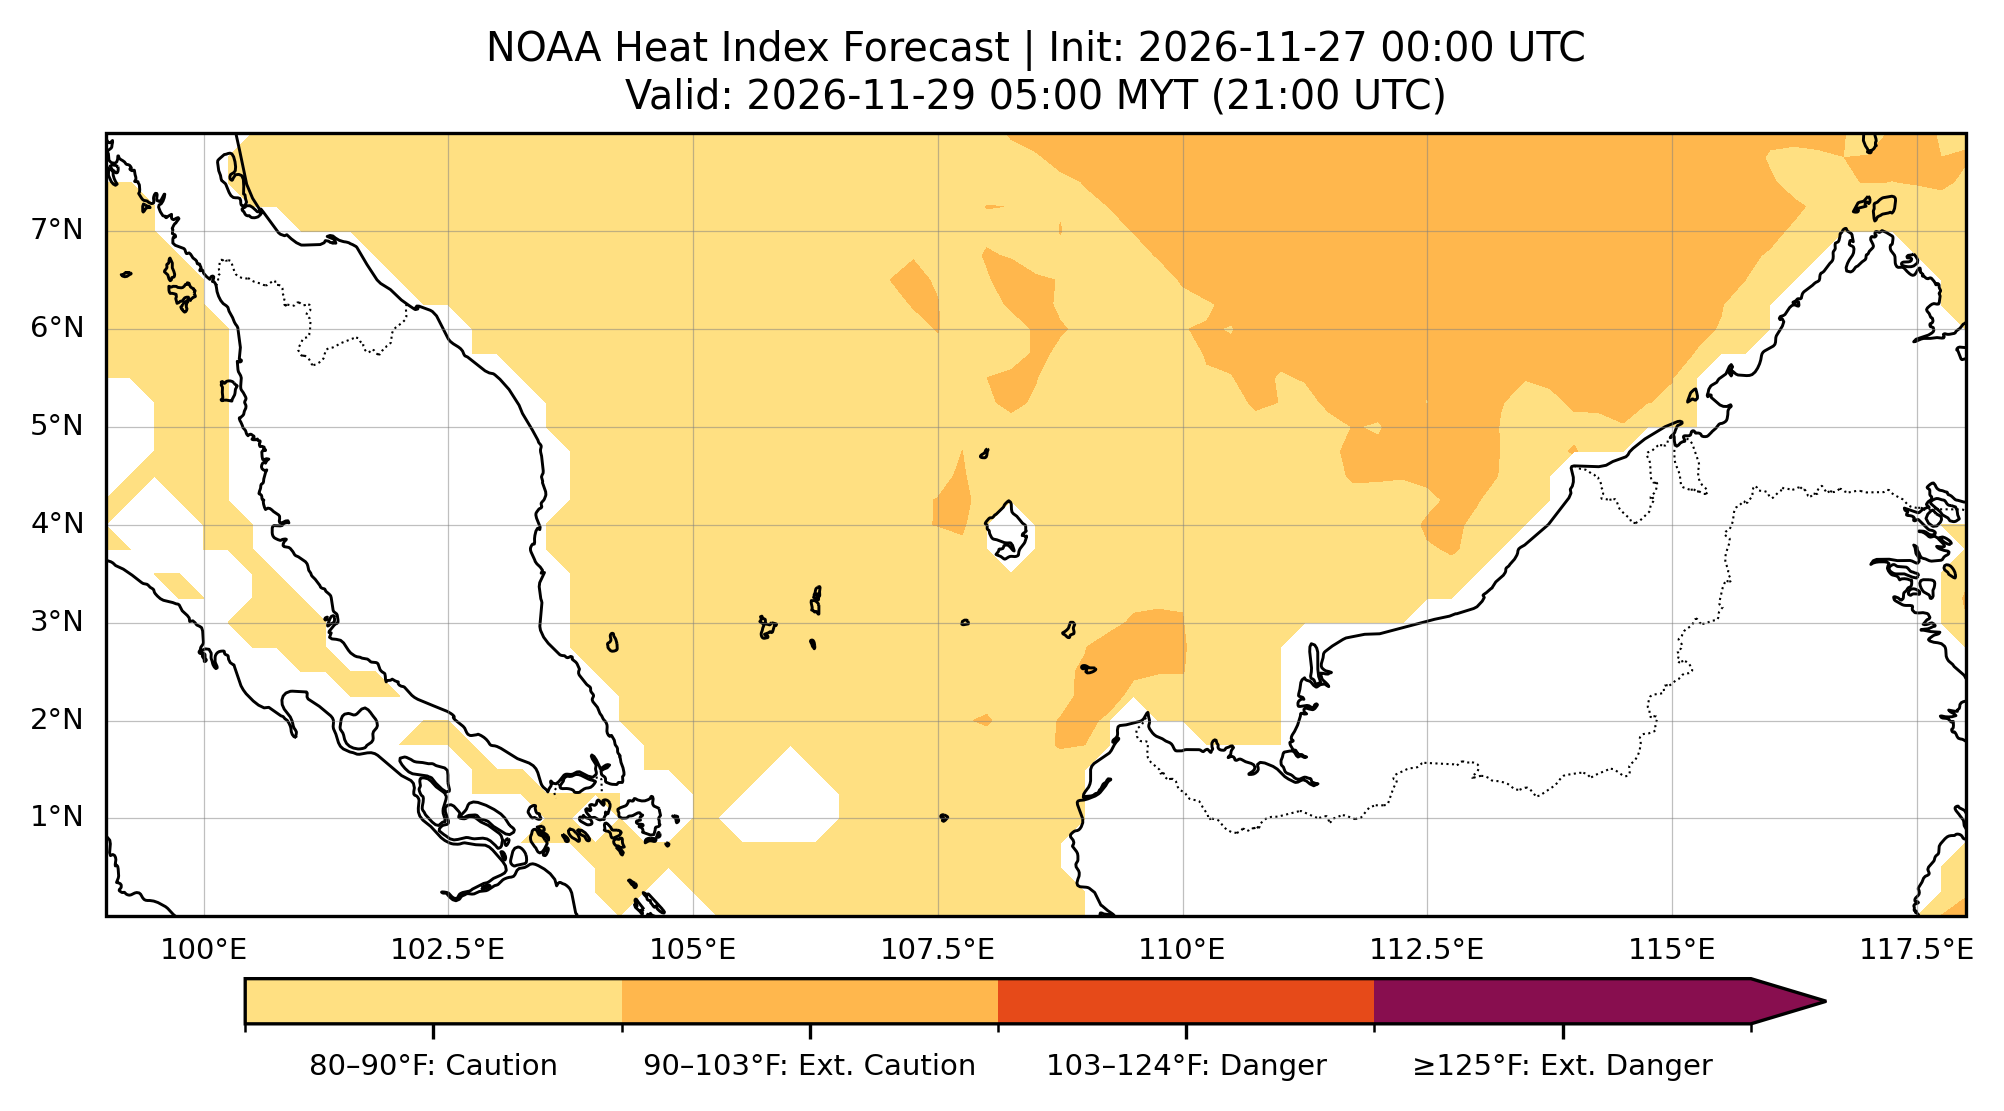 NOAA Heat Index Forecast | Init: 2026-11-27 00:00 UTC
Valid: 2026-11-29 05:00 MYT (21:00 UTC)
7°N
6°N
5°N
4°N
3°N
2°N
1°N
100°E 102.5°E 105°E 107.5°E 110°E 112.5°E 115°E 117.5°E
80–90°F: Caution 90–103°F: Ext. Caution 103–124°F: Danger ≥125°F: Ext. Danger